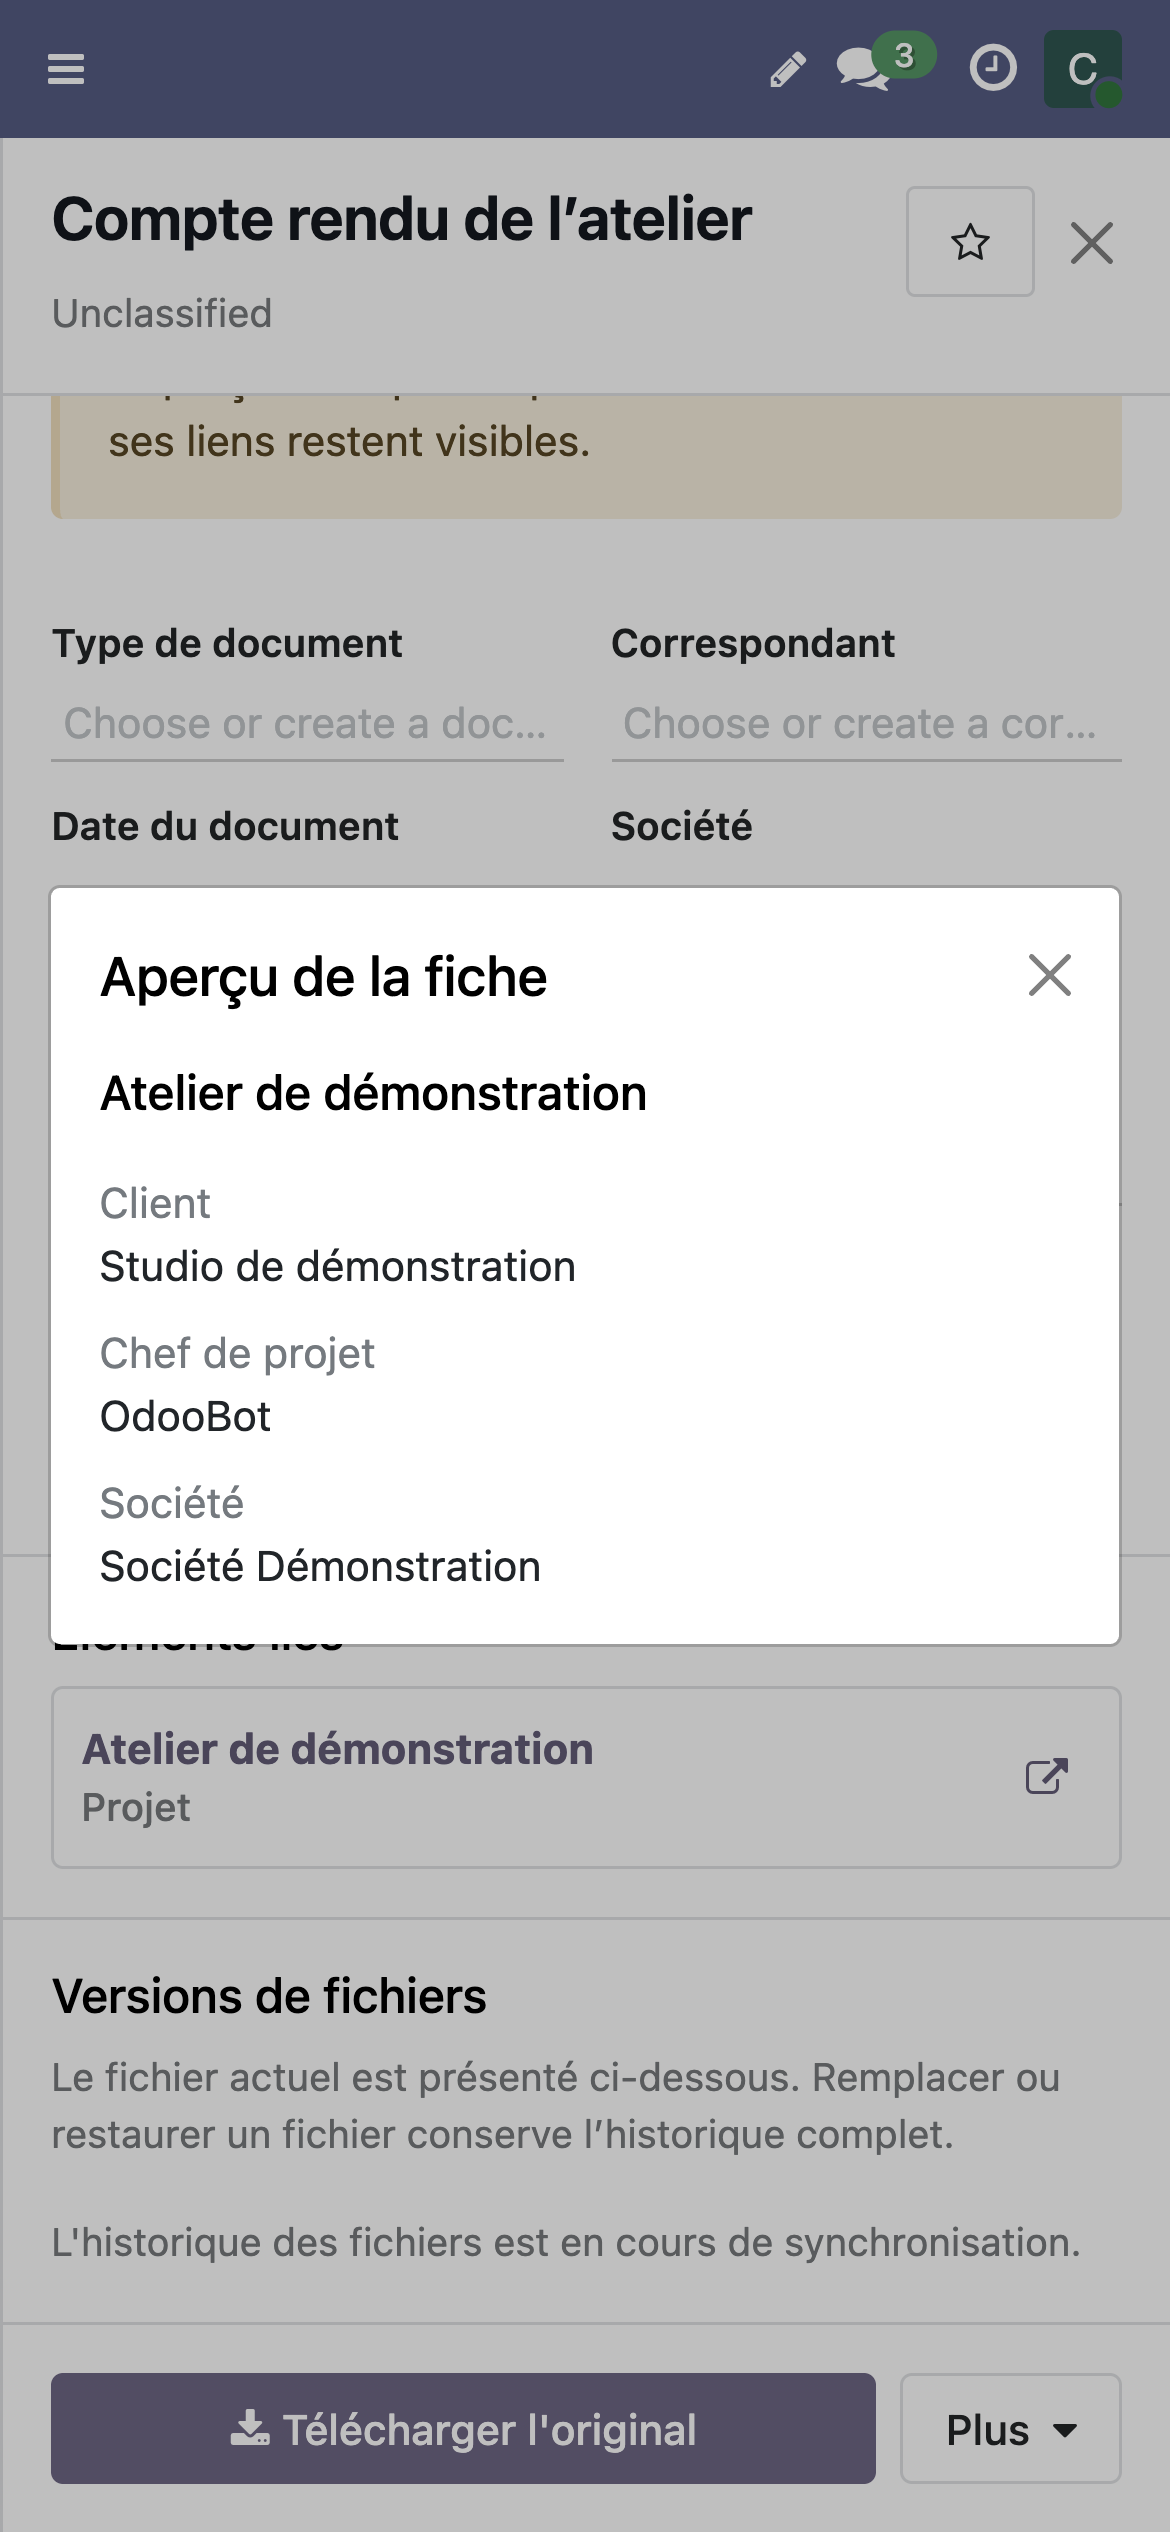 3
C
Compte rendu de l'atelier
Unclassified
ses liens restent visibles.
Type de document
Correspondant
Choose or create a doc...
Choose or create a cor...
Date du document
Société
Aperçu de la fiche
Atelier de démonstration
Client
Studio de démonstration
Chef de projet
OdooBot
Société
Société Démonstration
Atelier de démonstration
Projet
Versions de fichiers
Le fichier actuel est présenté ci-dessous. Remplacer ou
restaurer un fichier conserve l'historique complet.
L'historique des fichiers est en cours de synchronisation.
Télécharger l'original
Plus